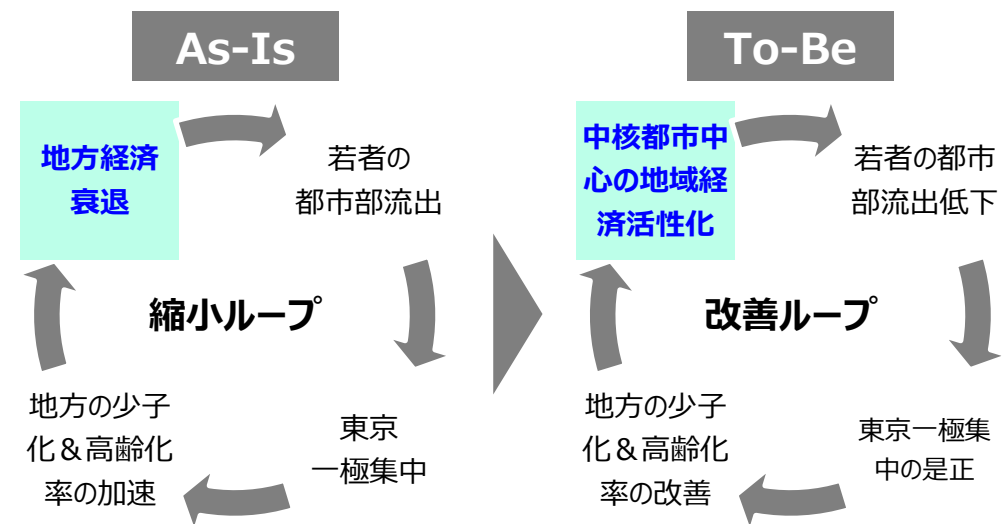 As-Is
地方経済
衰退
若者の
都市部流出
縮小ループ
地方の少子
化＆高齢化
率の加速
東京
一極集中
To-Be
中核都市中
心の地域経
済活性化
若者の都市
部流出低下
改善ループ
地方の少子
化＆高齢化
率の改善
東京一極集
中の是正